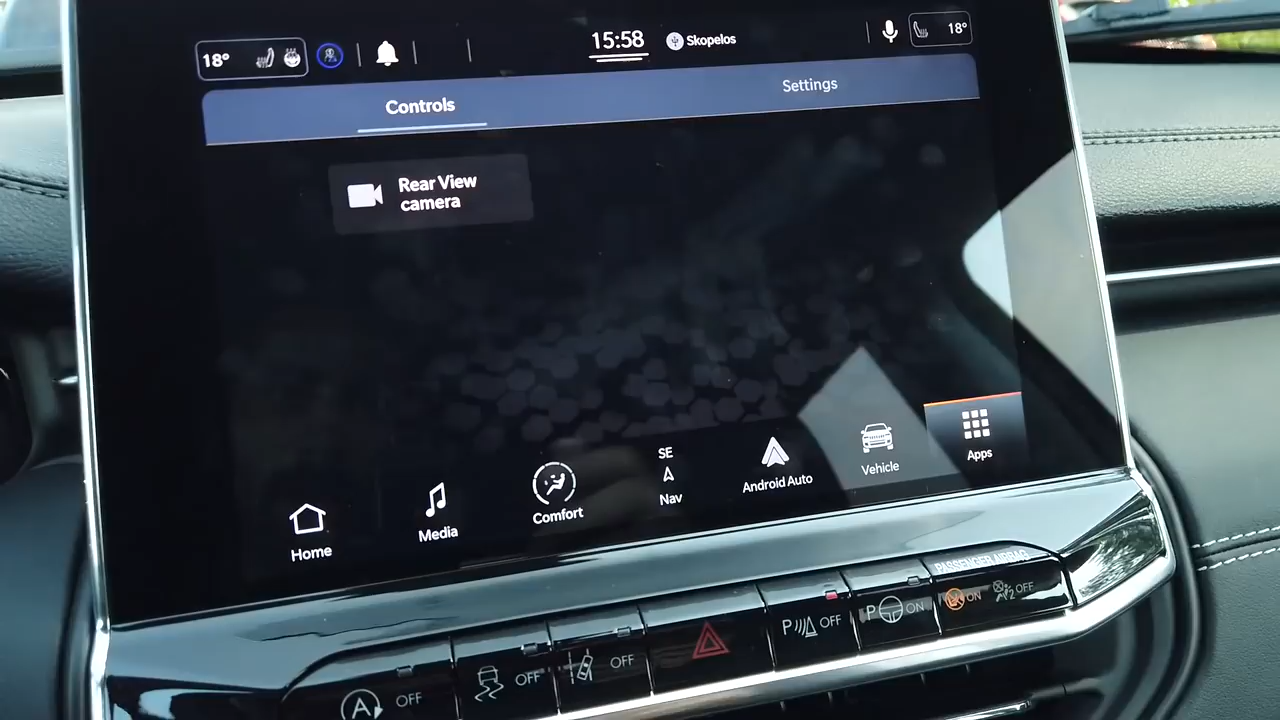 18°
15:58
Skopelos
18°
Controls
Settings
Rear View
camera
Home
Media
Comfort
SE
Nav
Android Auto
Vehicle
Apps
A OFF
OFF
OFF
P OFF
P ON
PASSENGER AIRBAG
ON
2 OFF